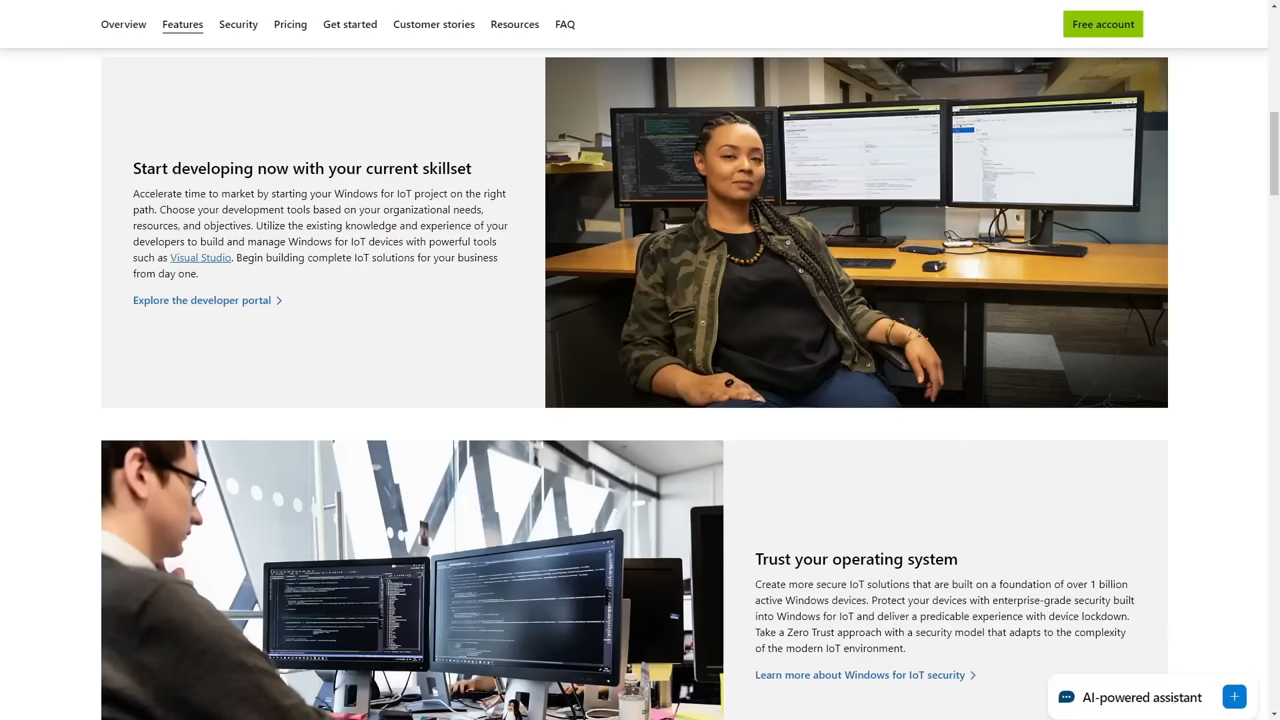 Overview
Features
Security
Pricing
Get started
Customer stories
Resources
FAQ
Free account
Start developing now with your current skillset
Accelerate time to market by starting your Windows for IoT project on the right
path. Choose your development tools based on your organizational needs,
resources, and objectives. Utilize the existing knowledge and experience of your
developers to build and manage Windows for IoT devices with powerful tools
such as Visual Studio. Begin building complete IoT solutions for your business
from day one.
Explore the developer portal
Trust your operating system
Create more secure IoT solutions that are built on a foundation of over 1 billion
active Windows devices. Protect your devices with enterprise-grade security built
into Windows for IoT and deliver a predicable experience with device lockdown.
Take a Zero Trust approach with a security model that adapts to the complexity
of the modern IoT environment.
Learn more about Windows for IoT security
AI-powered assistant